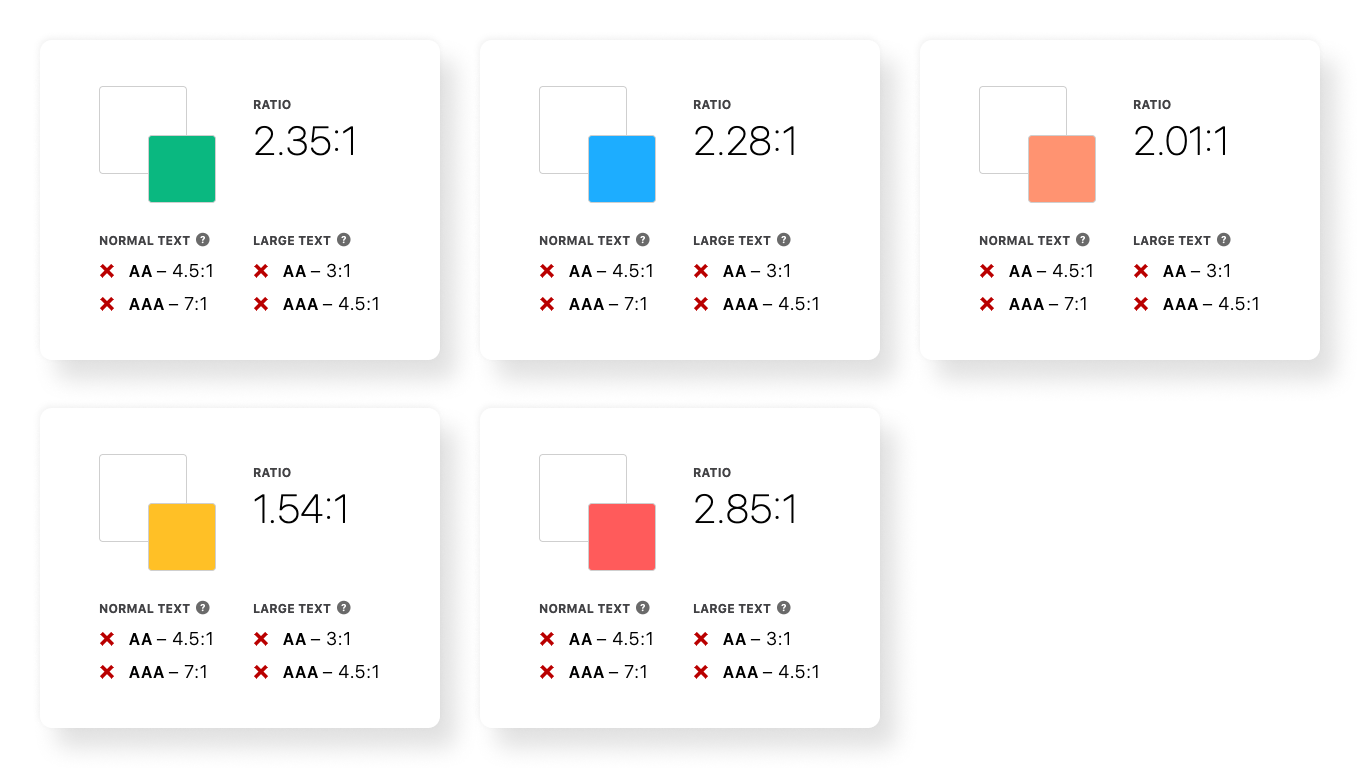 RATIO
2.35:1
NORMAL TEXT ? LARGE TEXT ?
AA – 4.5:1 AA – 3:1
AAA – 7:1 AAA – 4.5:1
RATIO
2.28:1
NORMAL TEXT ? LARGE TEXT ?
AA – 4.5:1 AA – 3:1
AAA – 7:1 AAA – 4.5:1
RATIO
2.01:1
NORMAL TEXT ? LARGE TEXT ?
AA – 4.5:1 AA – 3:1
AAA – 7:1 AAA – 4.5:1
RATIO
1.54:1
NORMAL TEXT ? LARGE TEXT ?
AA – 4.5:1 AA – 3:1
AAA – 7:1 AAA – 4.5:1
RATIO
2.85:1
NORMAL TEXT ? LARGE TEXT ?
AA – 4.5:1 AA – 3:1
AAA – 7:1 AAA – 4.5:1